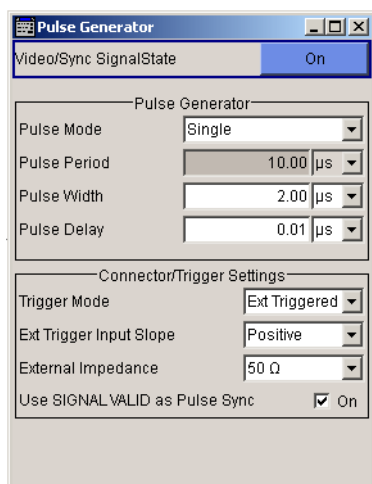 Pulse Generator
Video/Sync SignalState On
Pulse Generator
Pulse Mode Single
Pulse Period 10.00 µs
Pulse Width 2.00 µs
Pulse Delay 0.01 µs
Connector/Trigger Settings
Trigger Mode Ext Triggered
Ext Trigger Input Slope Positive
External Impedance 50 Ω
Use SIGNAL VALID as Pulse Sync On